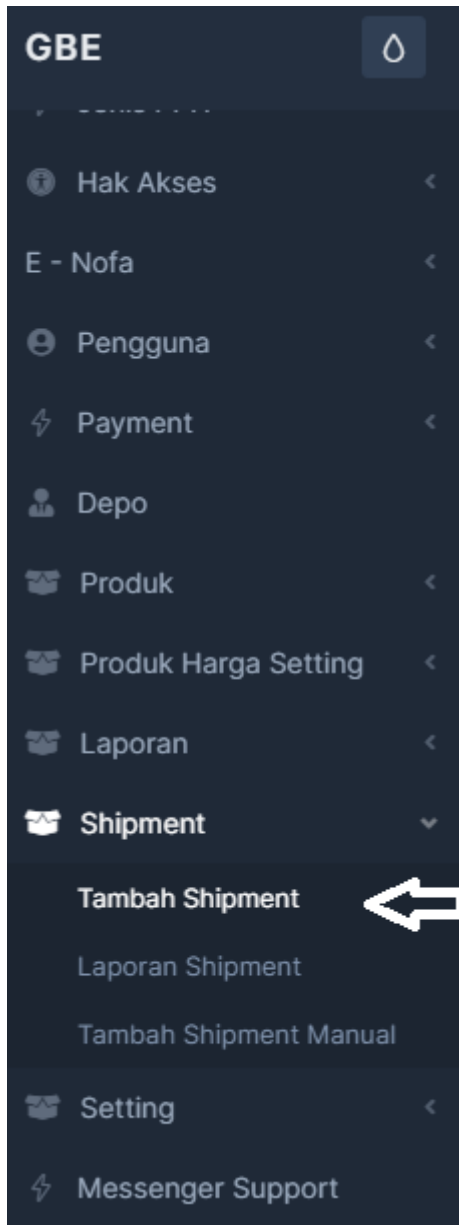 GBE
Hak Akses
E - Nofa
Pengguna
Payment
Depo
Produk
Produk Harga Setting
Laporan
Shipment
Tambah Shipment
Laporan Shipment
Tambah Shipment Manual
Setting
Messenger Support